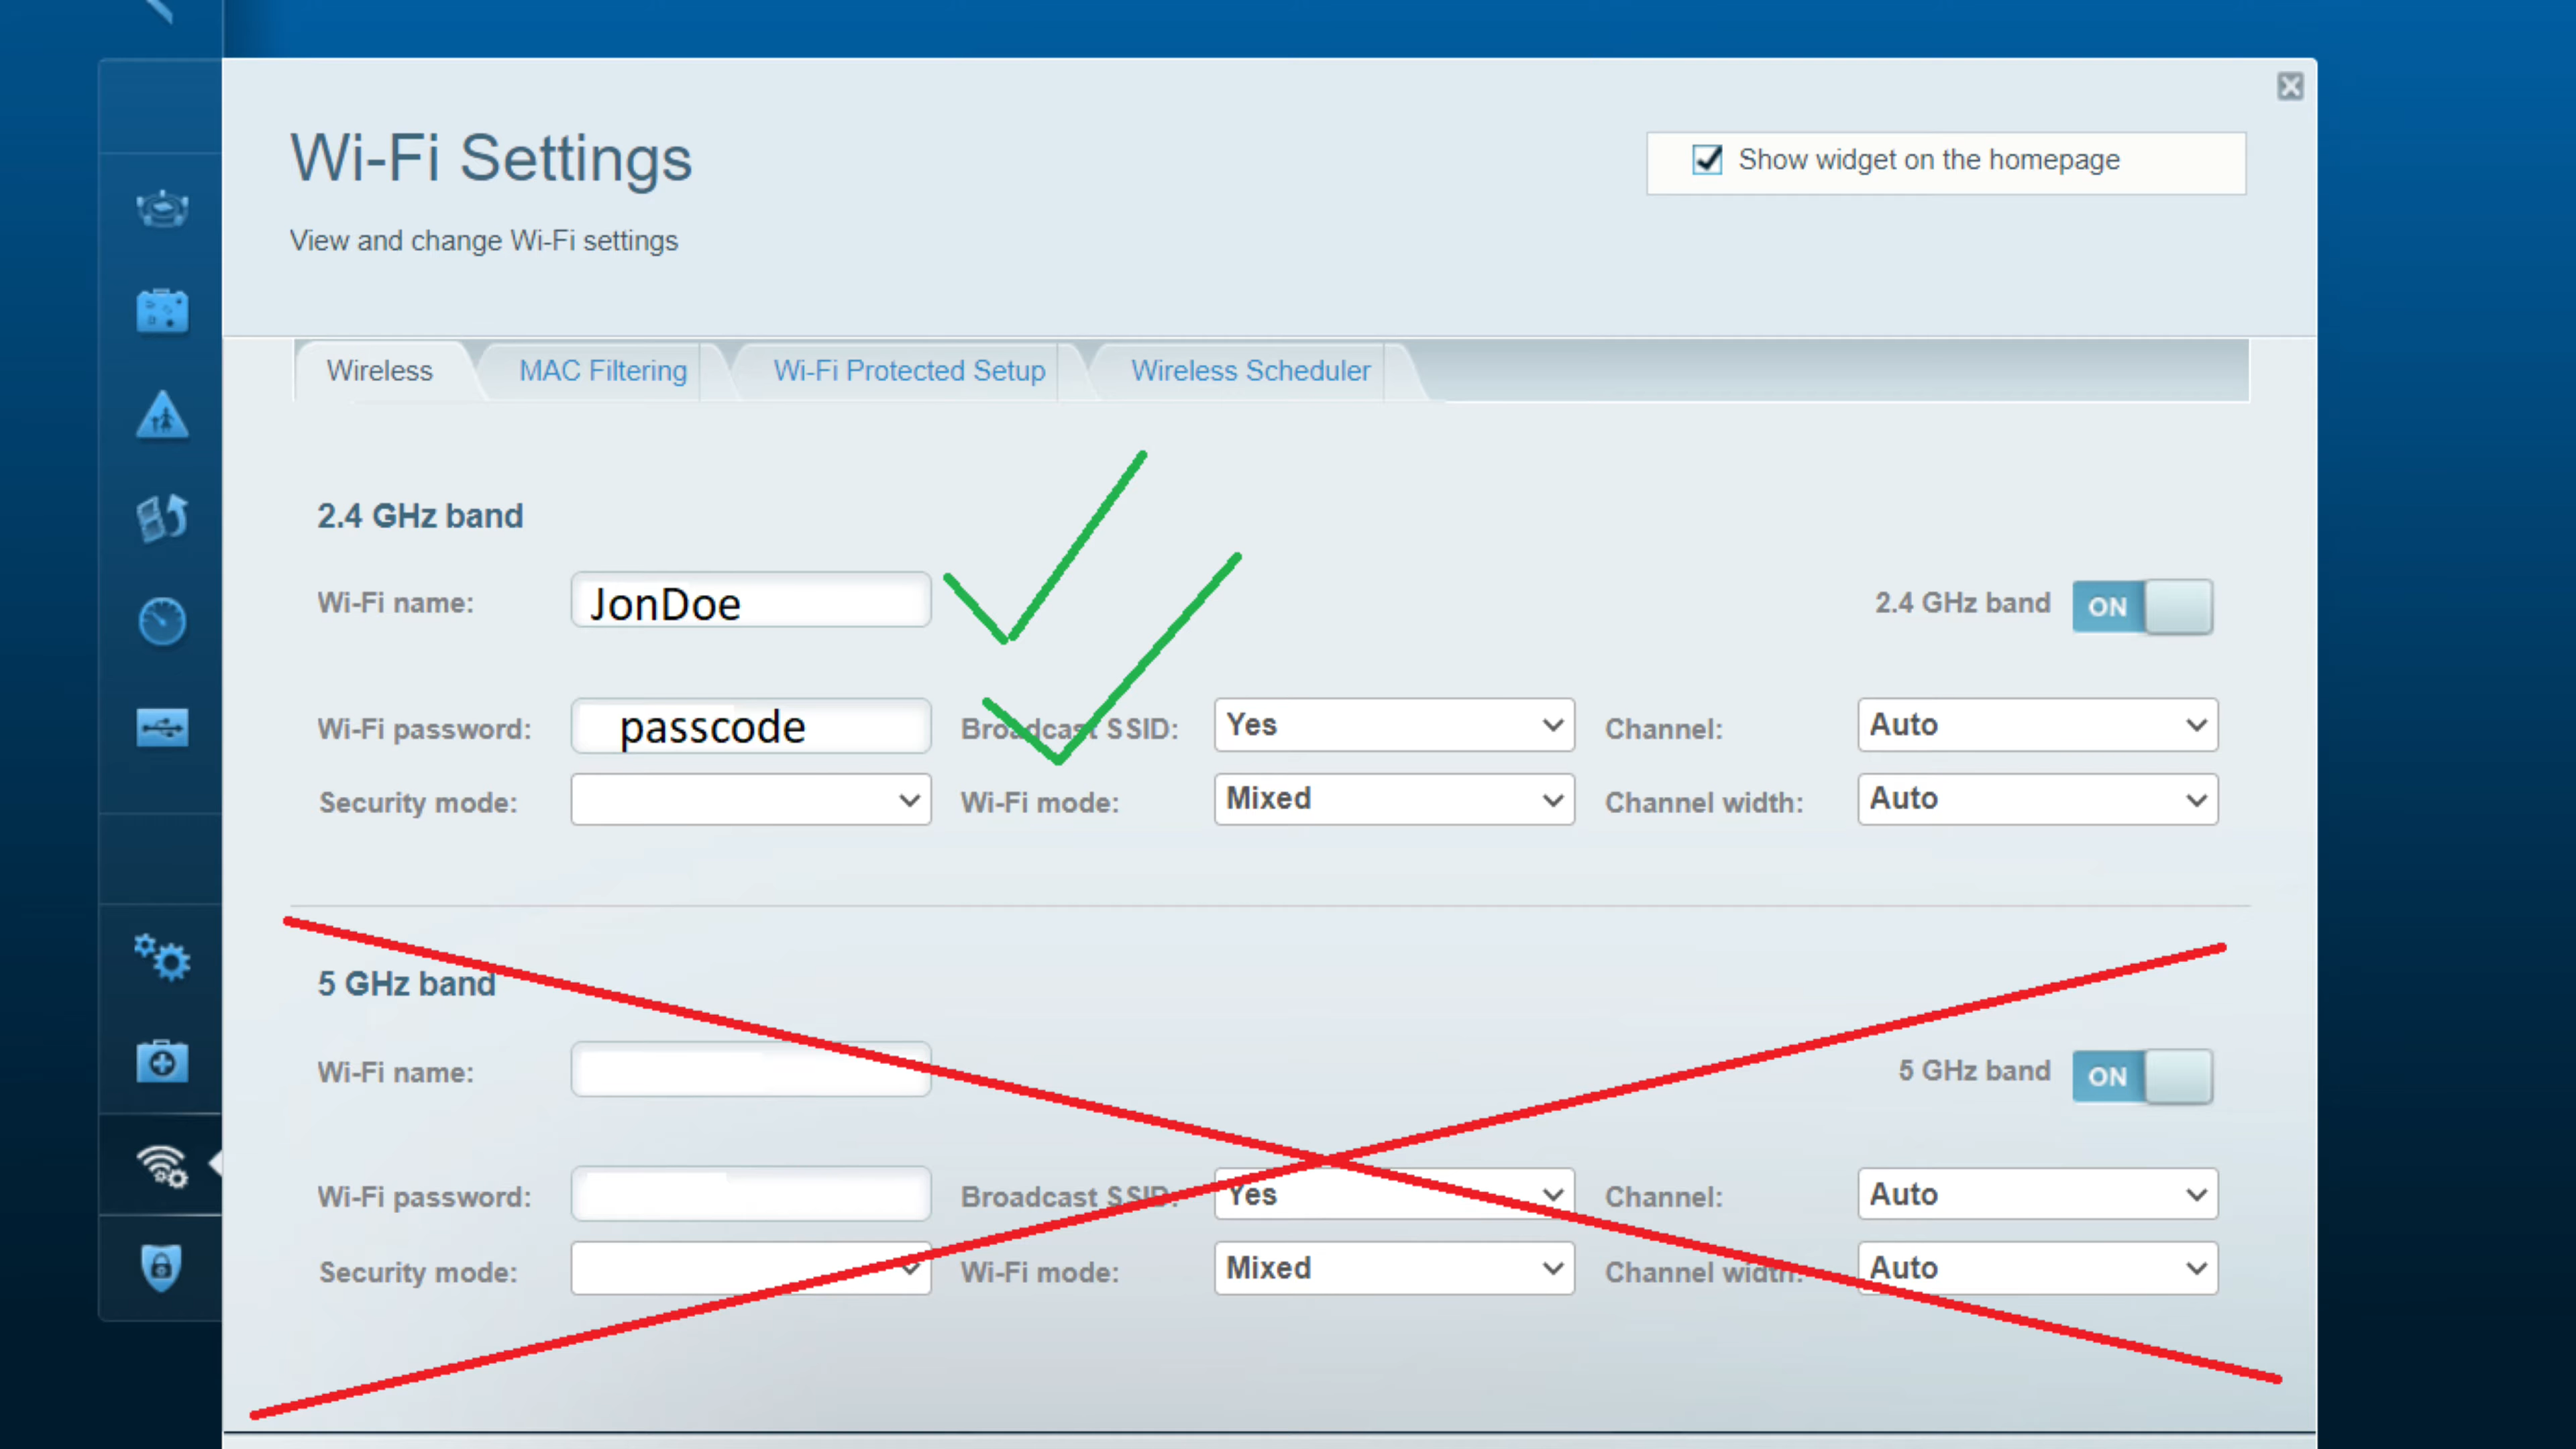 Wi-Fi Settings
Show widget on the homepage
View and change Wi-Fi settings
Wireless MAC Filtering Wi-Fi Protected Setup Wireless Scheduler
2.4 GHz band
Wi-Fi name: JonDoe 2.4 GHz band ON
Wi-Fi password: passcode Broadcast SSID: Yes Channel: Auto
Security mode: Wi-Fi mode: Mixed Channel width: Auto
5 GHz band
Wi-Fi name: 5 GHz band ON
Wi-Fi password: Broadcast SSID: Yes Channel: Auto
Security mode: Wi-Fi mode: Mixed Channel width: Auto